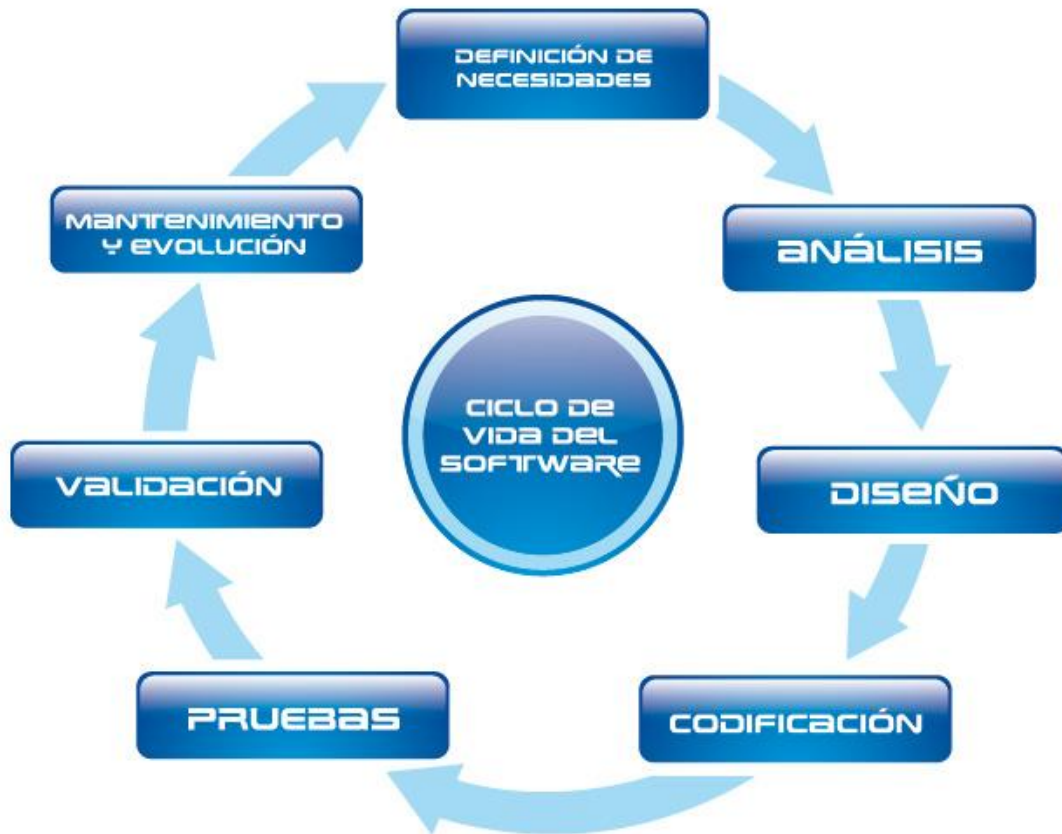 DEFINICIÓN DE
NECESIDADES
ANÁLISIS
DISEÑO
CODIFICACIÓN
PRUEBAS
VALIDACIÓN
MANTENIMIENTO
Y EVOLUCIÓN
CICLO DE
VIDA DEL
SOFTWARE